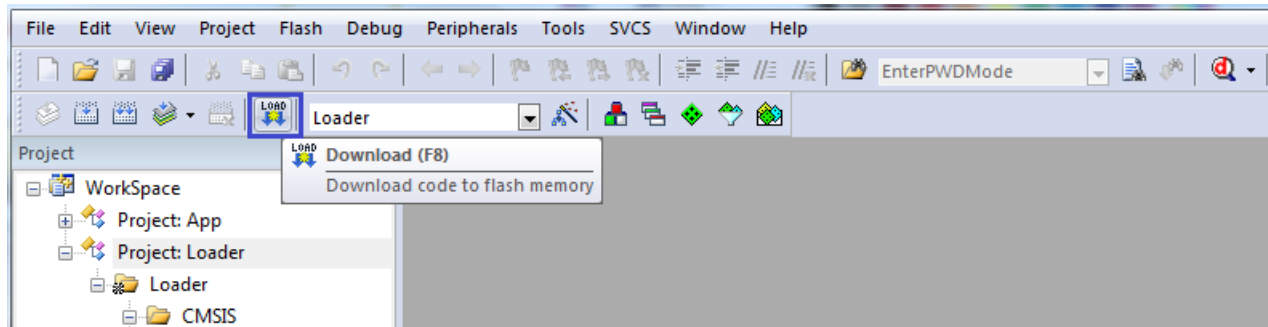 File Edit View Project Flash Debug Peripherals Tools SVCS Window Help
EnterPWDMode
LOAD Loader
Project
LOAD Download (F8)
Download code to flash memory
WorkSpace
Project: App
Project: Loader
Loader
CMSIS